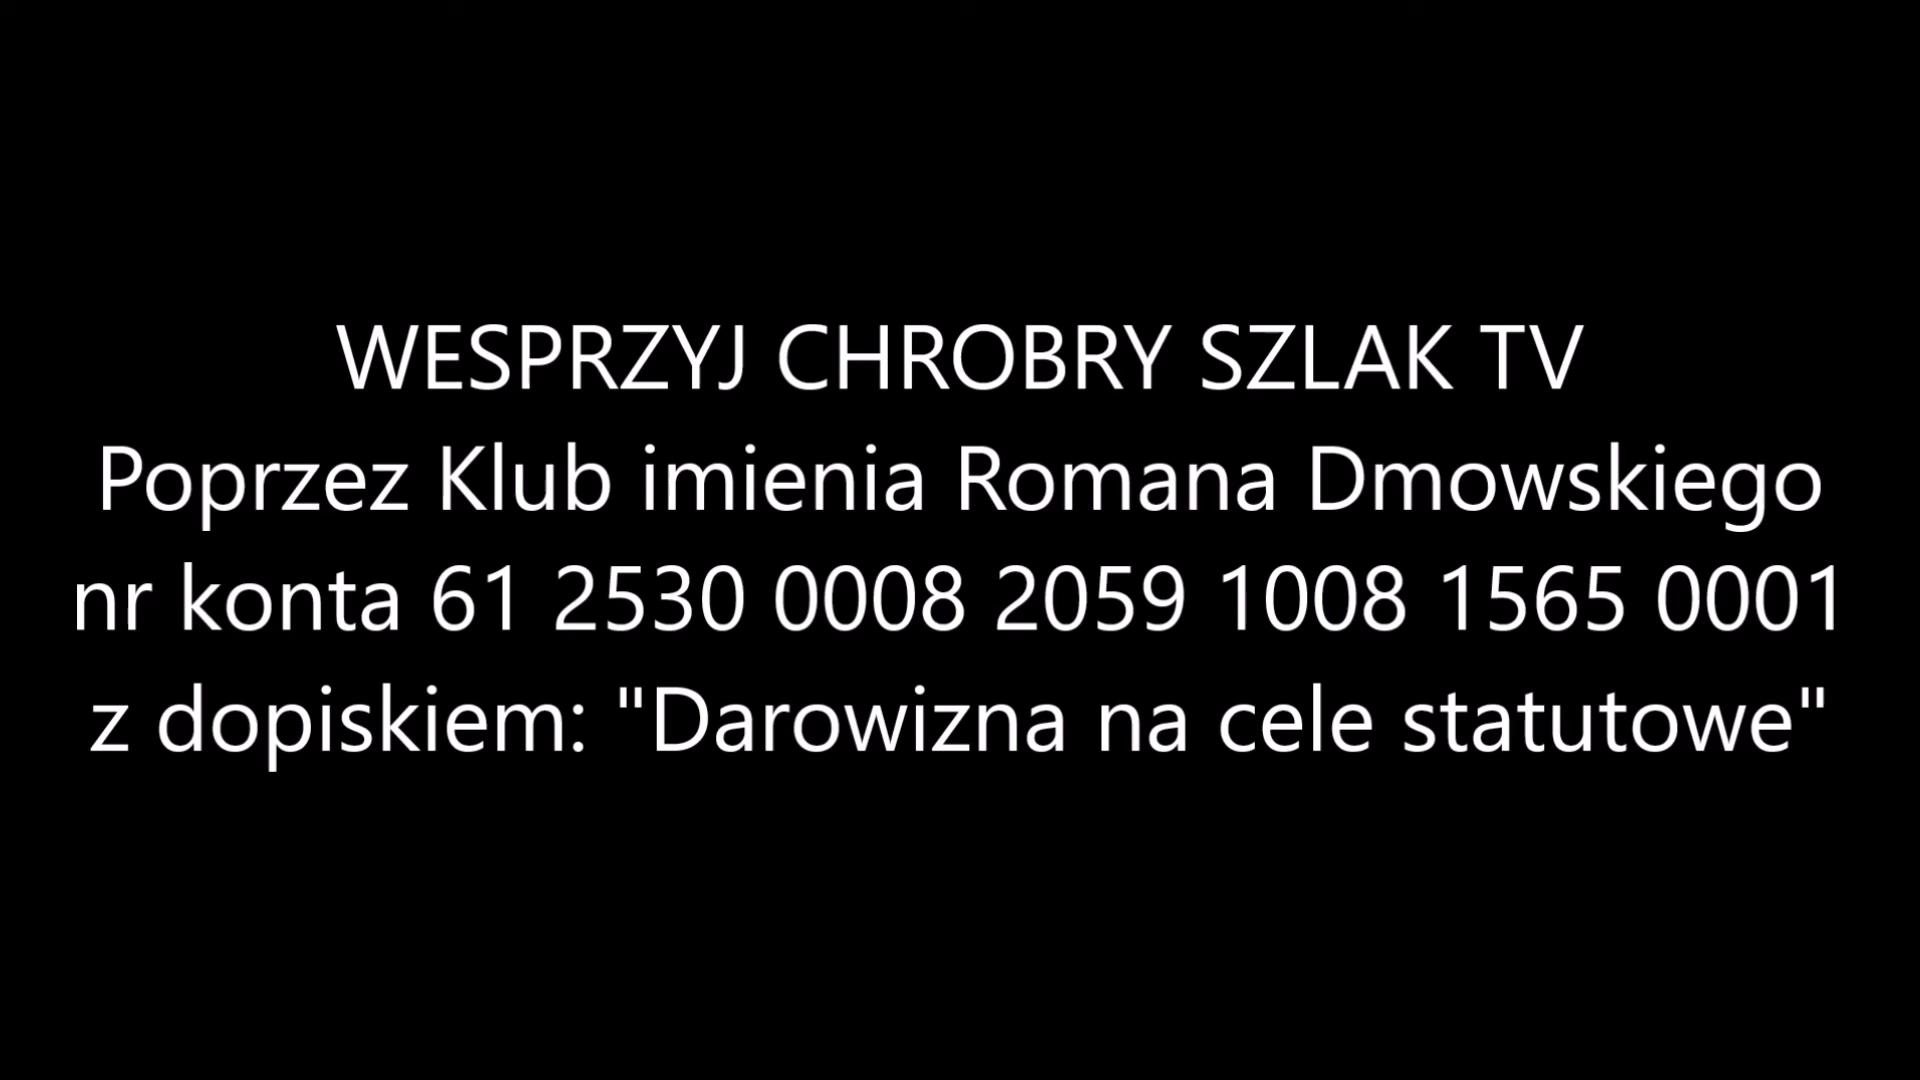 WESPRZYJ CHROBRY SZLAK TV
Poprzez Klub imienia Romana Dmowskiego
nr konta 61 2530 0008 2059 1008 1565 0001
z dopiskiem: "Darowizna na cele statutowe"